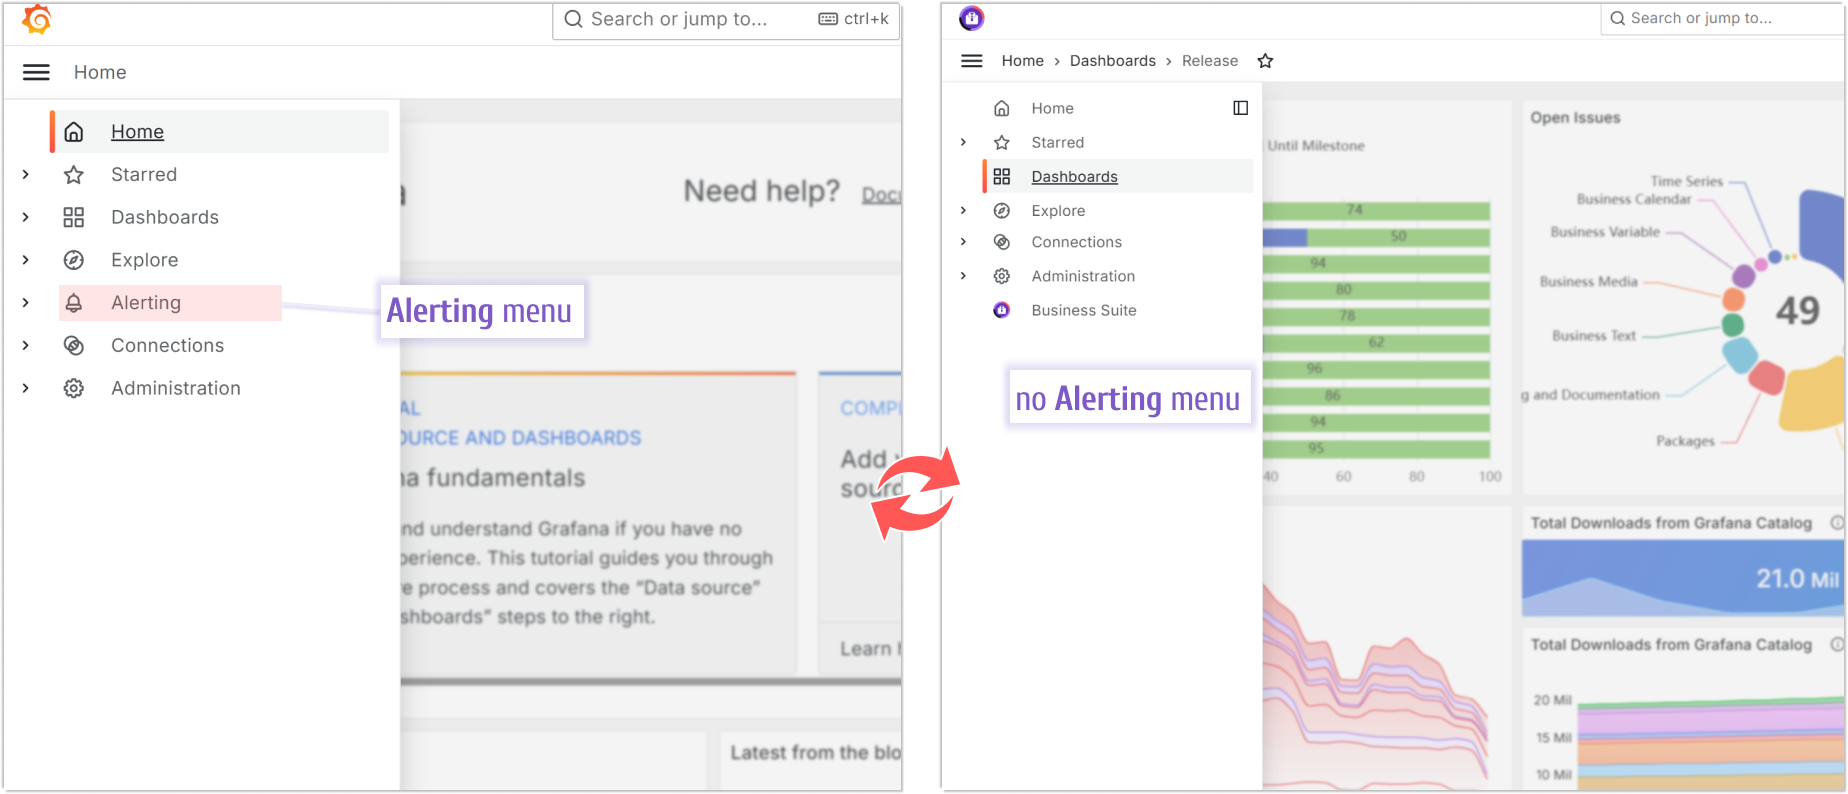 Search or jump to...
ctrl+k
Home
Home
Starred
Dashboards
Explore
Alerting
Connections
Administration
Alerting menu
Need help?
Docu
AL
OURCE AND DASHBOARDS
na fundamentals
nd understand Grafana if you have no
perience. This tutorial guides you through
re process and covers the “Data source”
shboards” steps to the right.
COMPL
Add
sourc
Learn h
Latest from the blo
Search or jump to...
Home › Dashboards › Release
Home
Starred
Dashboards
Explore
Connections
Administration
Business Suite
no Alerting menu
Until Milestone
74
50
94
80
78
62
96
86
94
95
40 60 80 100
Open Issues
Time Series
Business Calendar
Business Variable
Business Media
Business Text
g and Documentation
Packages
49
Total Downloads from Grafana Catalog
21.0 Mil
Total Downloads from Grafana Catalog
20 Mil
15 Mil
10 Mil